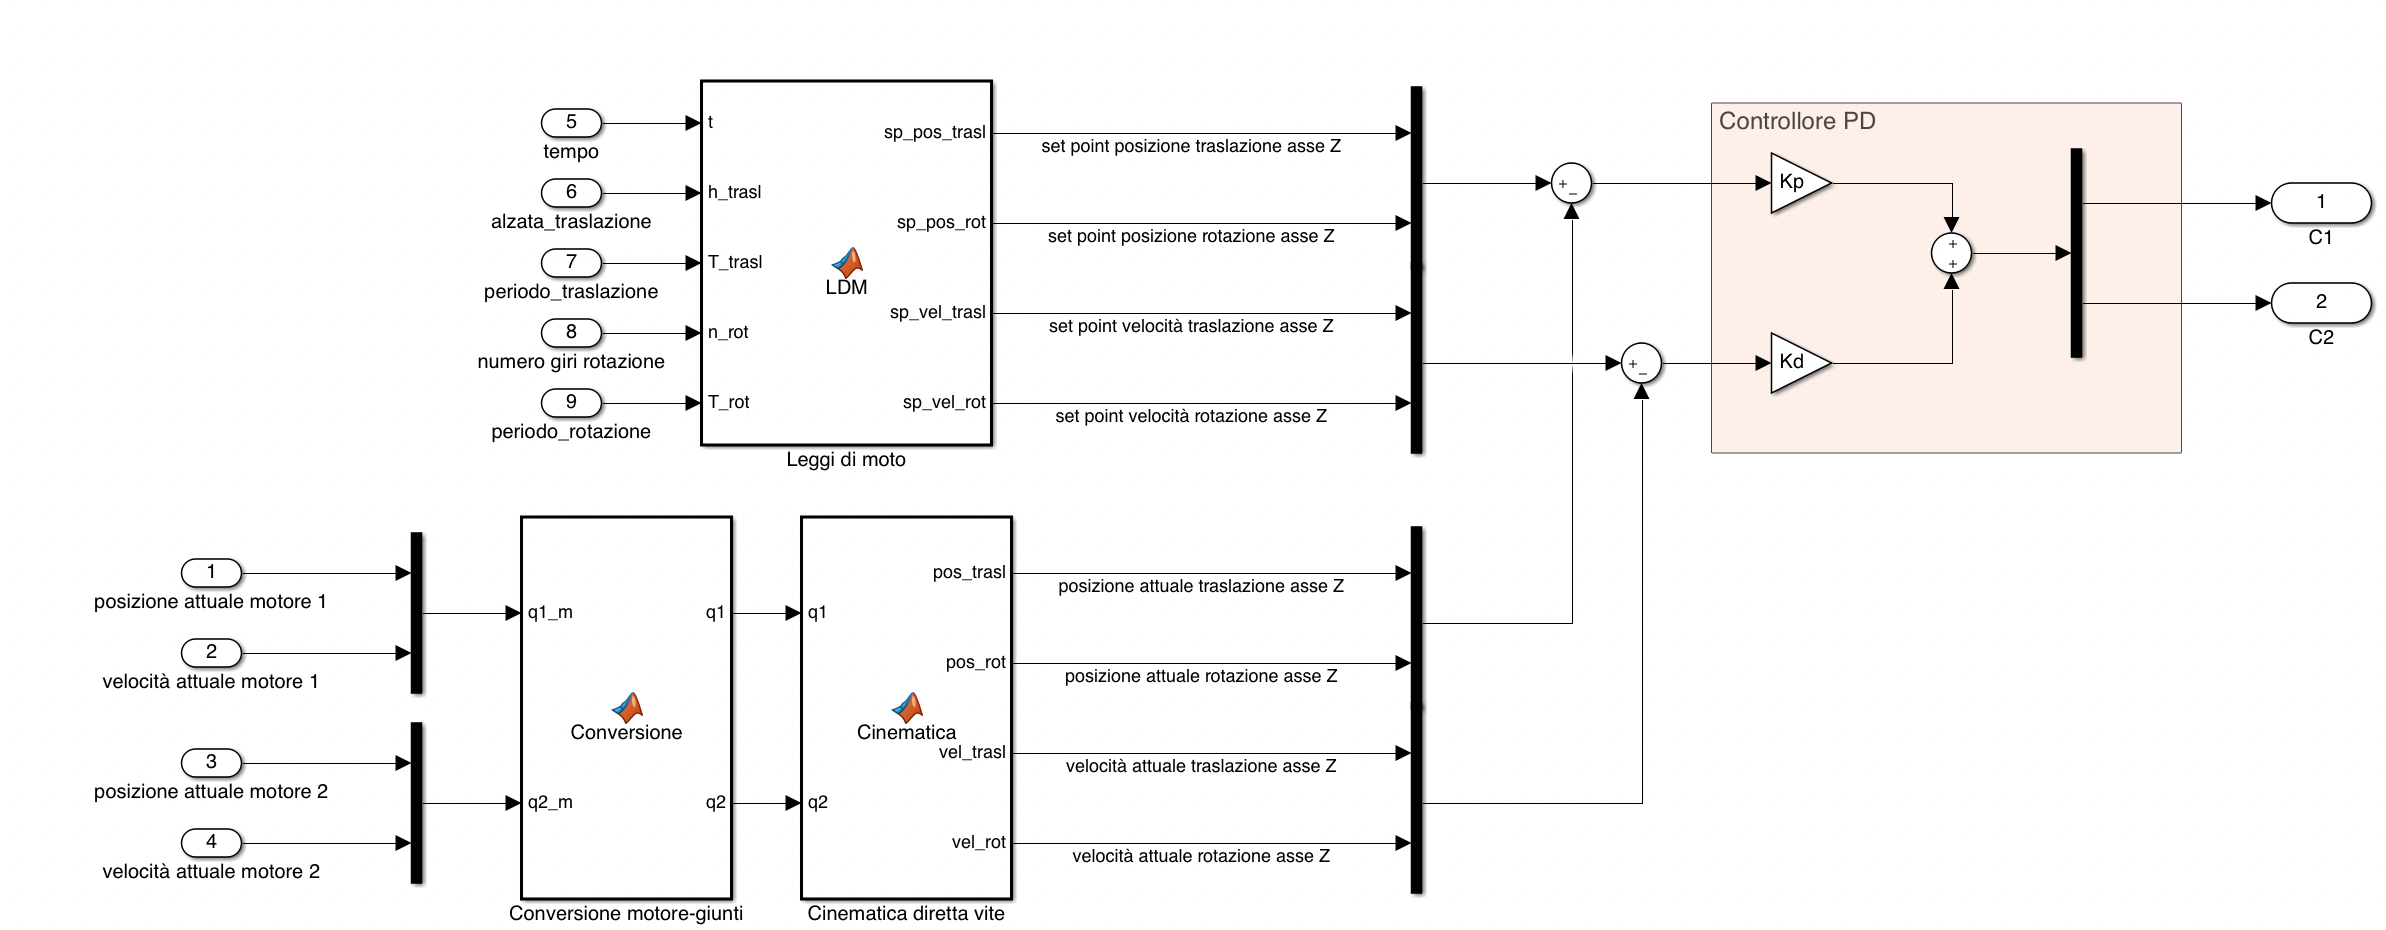 5
tempo
6
alzata_traslazione
7
periodo_traslazione
8
numero giri rotazione
9
periodo_rotazione
t
h_trasl
T_trasl
n_rot
T_rot
LDM
sp_pos_trasl
sp_pos_rot
sp_vel_trasl
sp_vel_rot
Leggi di moto
set point posizione traslazione asse Z
set point posizione rotazione asse Z
set point velocità traslazione asse Z
set point velocità rotazione asse Z
+
−
+
−
Controllore PD
Kp
Kd
+
+
1
C1
2
C2
1
posizione attuale motore 1
2
velocità attuale motore 1
3
posizione attuale motore 2
4
velocità attuale motore 2
q1_m
q2_m
Conversione
q1
q2
Conversione motore-giunti
q1
q2
Cinematica
pos_trasl
pos_rot
vel_trasl
vel_rot
Cinematica diretta vite
posizione attuale traslazione asse Z
posizione attuale rotazione asse Z
velocità attuale traslazione asse Z
velocità attuale rotazione asse Z